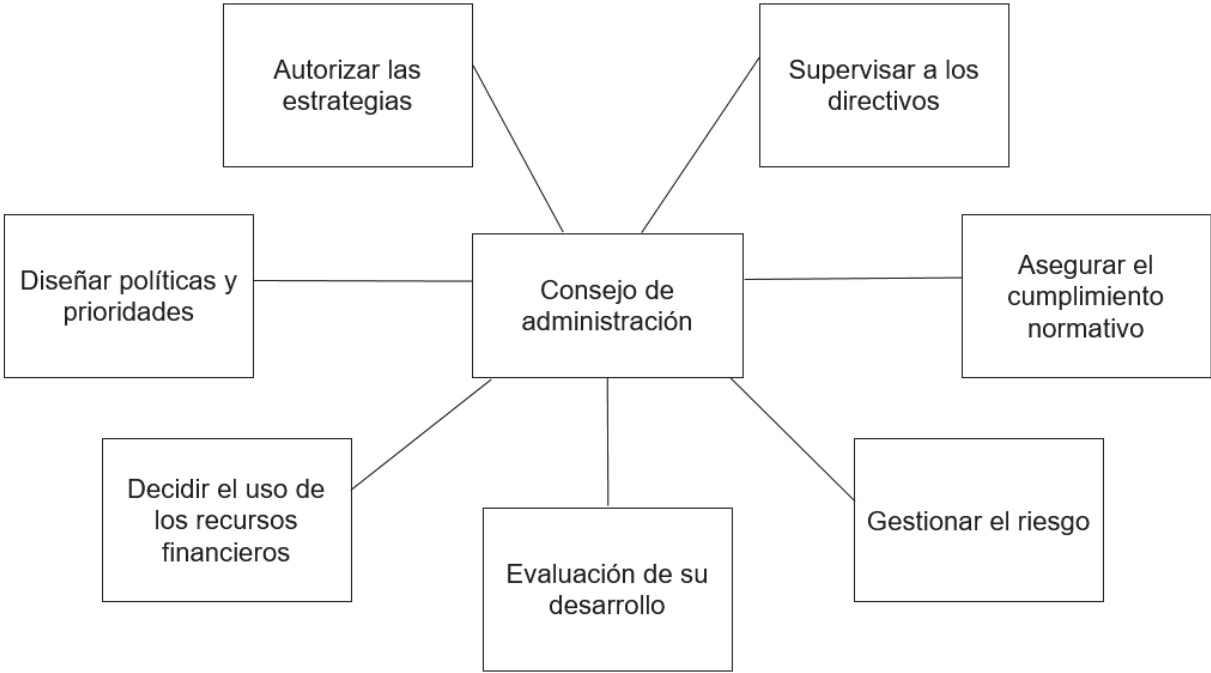 Autorizar las
estrategias
Supervisar a los
directivos
Diseñar políticas y
prioridades
Consejo de
administración
Asegurar el
cumplimiento
normativo
Decidir el uso de
los recursos
financieros
Evaluación de su
desarrollo
Gestionar el riesgo